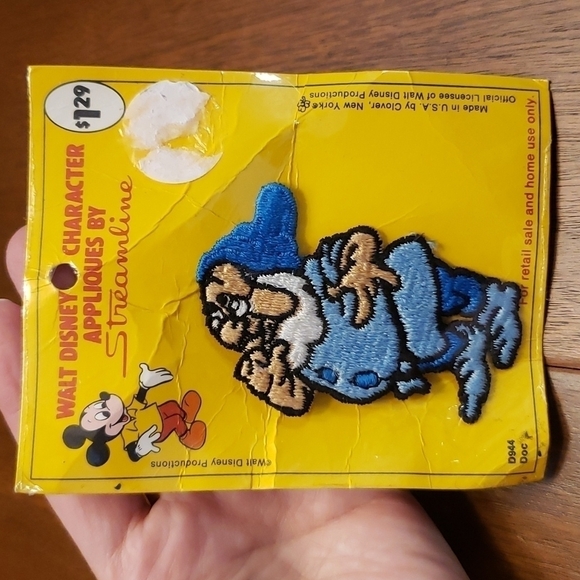 $1.29
WALT DISNEY CHARACTER
APPLIQUES BY
Streamline
©Walt Disney Productions
Made in U.S.A. by Clover, New York®
Official Licensee of Walt Disney Productions
For retail sale and home use only
D944
Doc